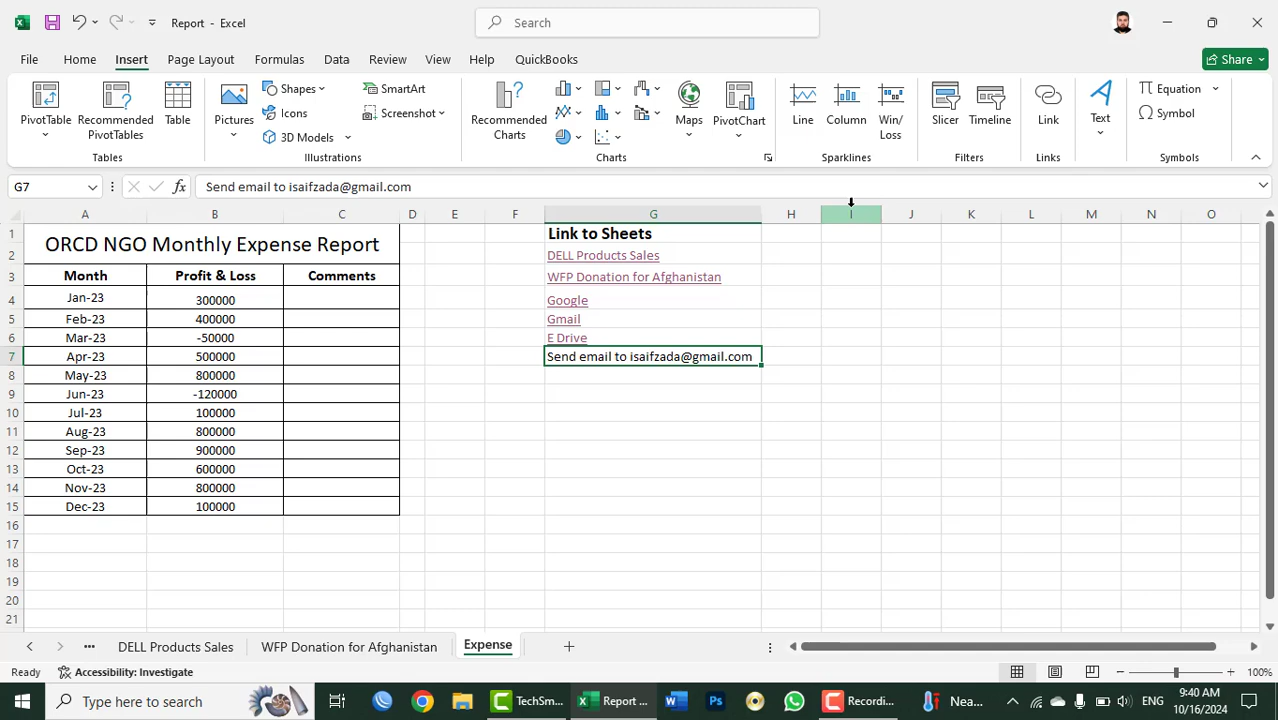 Report - Excel
Search
File Home Insert Page Layout Formulas Data Review View Help QuickBooks
Share
PivotTable
Recommended PivotTables
Table
Pictures
Shapes
Icons
3D Models
SmartArt
Screenshot
Recommended Charts
Maps
PivotChart
Line
Column
Win/Loss
Slicer
Timeline
Link
Text
Equation
Symbol
Tables Illustrations Charts Sparklines Filters Links Symbols
G7 fx Send email to isaifzada@gmail.com
A B C D E F G H I J K L M N O
1 ORCD NGO Monthly Expense Report Link to Sheets
2 Month Profit & Loss Comments DELL Products Sales
3 WFP Donation for Afghanistan
4 Jan-23 300000 Google
5 Feb-23 400000 Gmail
6 Mar-23 -50000 E Drive
7 Apr-23 500000 Send email to isaifzada@gmail.com
8 May-23 800000
9 Jun-23 -120000
10 Jul-23 100000
11 Aug-23 800000
12 Sep-23 900000
13 Oct-23 600000
14 Nov-23 800000
15 Dec-23 100000
16
17
18
19
20
21
DELL Products Sales WFP Donation for Afghanistan Expense
Ready Accessibility: Investigate 100%
Type here to search TechSm... Report ... Recordi... Nea... ENG 9:40 AM
10/16/2024